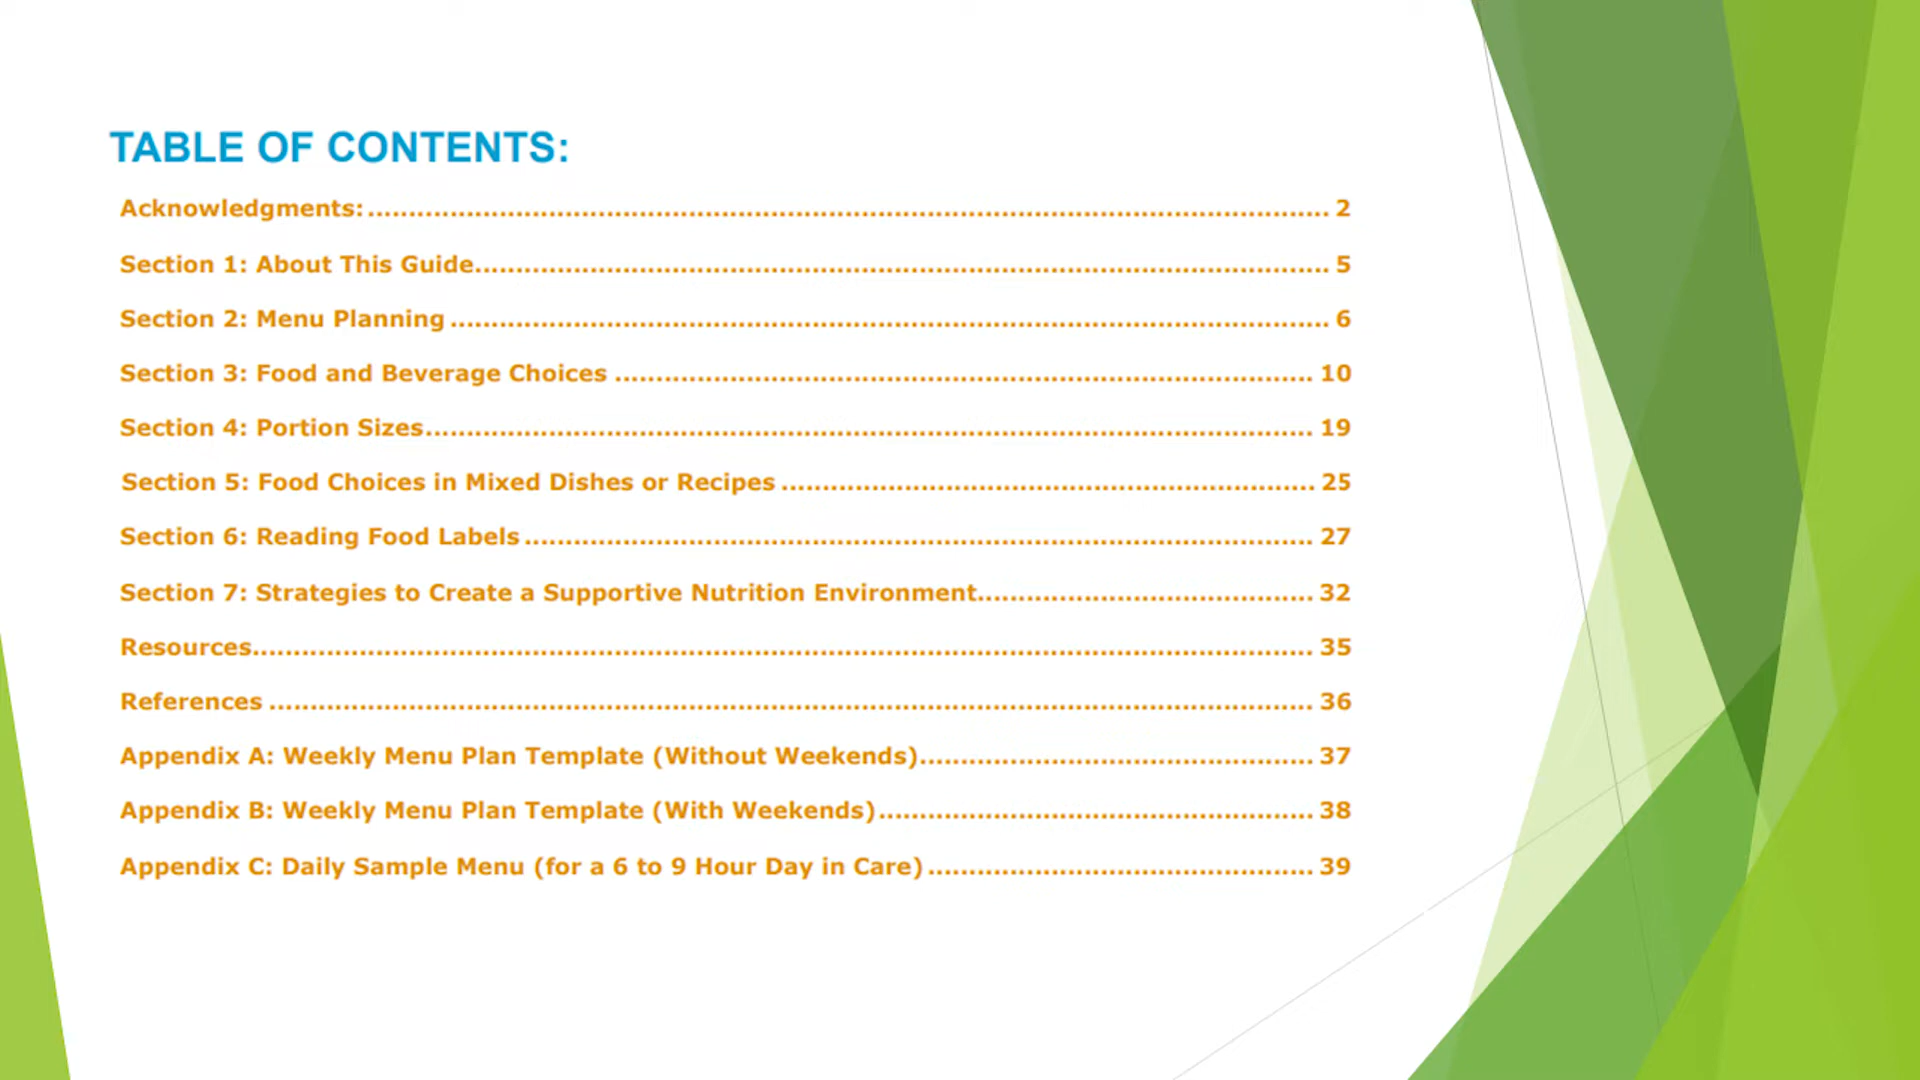 TABLE OF CONTENTS:
Acknowledgments: ........................................................................................................................ 2
Section 1: About This Guide........................................................................................................ 5
Section 2: Menu Planning ............................................................................................................ 6
Section 3: Food and Beverage Choices ..................................................................................... 10
Section 4: Portion Sizes............................................................................................................ 19
Section 5: Food Choices in Mixed Dishes or Recipes ................................................................. 25
Section 6: Reading Food Labels ................................................................................................ 27
Section 7: Strategies to Create a Supportive Nutrition Environment......................................... 32
Resources................................................................................................................................. 35
References ............................................................................................................................... 36
Appendix A: Weekly Menu Plan Template (Without Weekends)................................................ 37
Appendix B: Weekly Menu Plan Template (With Weekends)..................................................... 38
Appendix C: Daily Sample Menu (for a 6 to 9 Hour Day in Care) ............................................... 39